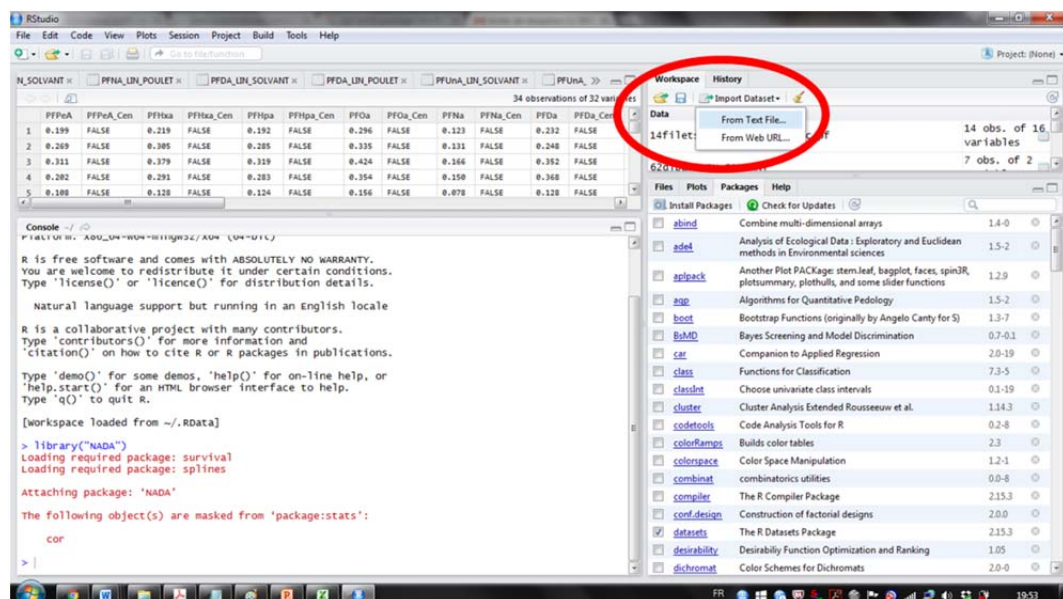 RStudio
File Edit Code View Plots Session Project Build Tools Help
Go to file/function
Project: (None)
N_SOLVANT PFNA_LIN_POULET PFDA_LIN_SOLVANT PFDA_LIN_POULET PFUnA_LIN_SOLVANT PFUnA_
34 observations of 32 variables
PFPeA PFPeA_Cen PFHxa PFHxa_Cen PFHpa PFHpa_Cen PFOa PFOa_Cen PFNa PFNa_Cen PFDa PFDa_Cen
1 0.199 FALSE 0.219 FALSE 0.192 FALSE 0.296 FALSE 0.123 FALSE 0.232 FALSE
2 0.269 FALSE 0.305 FALSE 0.285 FALSE 0.335 FALSE 0.131 FALSE 0.248 FALSE
3 0.311 FALSE 0.379 FALSE 0.319 FALSE 0.424 FALSE 0.166 FALSE 0.352 FALSE
4 0.202 FALSE 0.291 FALSE 0.283 FALSE 0.354 FALSE 0.150 FALSE 0.368 FALSE
5 0.108 FALSE 0.128 FALSE 0.124 FALSE 0.156 FALSE 0.078 FALSE 0.128 FALSE
Console ~/
R is free software and comes with ABSOLUTELY NO WARRANTY.
You are welcome to redistribute it under certain conditions.
Type 'license()' or 'licence()' for distribution details.
Natural language support but running in an English locale
R is a collaborative project with many contributors.
Type 'contributors()' for more information and
'citation()' on how to cite R or R packages in publications.
Type 'demo()' for some demos, 'help()' for on-line help, or
'help.start()' for an HTML browser interface to help.
Type 'q()' to quit R.
[Workspace loaded from ~/.RData]
> library("NADA")
Loading required package: survival
Loading required package: splines
Attaching package: 'NADA'
The following object(s) are masked from 'package:stats':
cor
>
Workspace History
Import Dataset
Data
From Text File...
From Web URL...
14 obs. of 16
variables
7 obs. of 2
Files Plots Packages Help
Install Packages Check for Updates
abind Combine multi-dimensional arrays 1.4-0
ade4 Analysis of Ecological Data : Exploratory and Euclidean methods in Environmental sciences 1.5-2
aplpack Another Plot PACKage: stem.leaf, bagplot, faces, spin3R, plotsummary, plothulls, and some slider functions 1.2.9
aqp Algorithms for Quantitative Pedology 1.5-2
boot Bootstrap Functions (originally by Angelo Canty for S) 1.3-7
BsMD Bayes Screening and Model Discrimination 0.7-0.1
car Companion to Applied Regression 2.0-19
class Functions for Classification 7.3-5
classInt Choose univariate class intervals 0.1-19
cluster Cluster Analysis Extended Rousseeuw et al. 1.14.3
codetools Code Analysis Tools for R 0.2-8
colorRamps Builds color tables 2.3
colorspace Color Space Manipulation 1.2-1
combinat combinatorics utilities 0.0-8
compiler The R Compiler Package 2.15.3
conf.design Construction of factorial designs 2.0.0
datasets The R Datasets Package 2.15.3
desirability Desirabiliy Function Optimization and Ranking 1.05
dichromat Color Schemes for Dichromats 2.0-0
FR 19:53